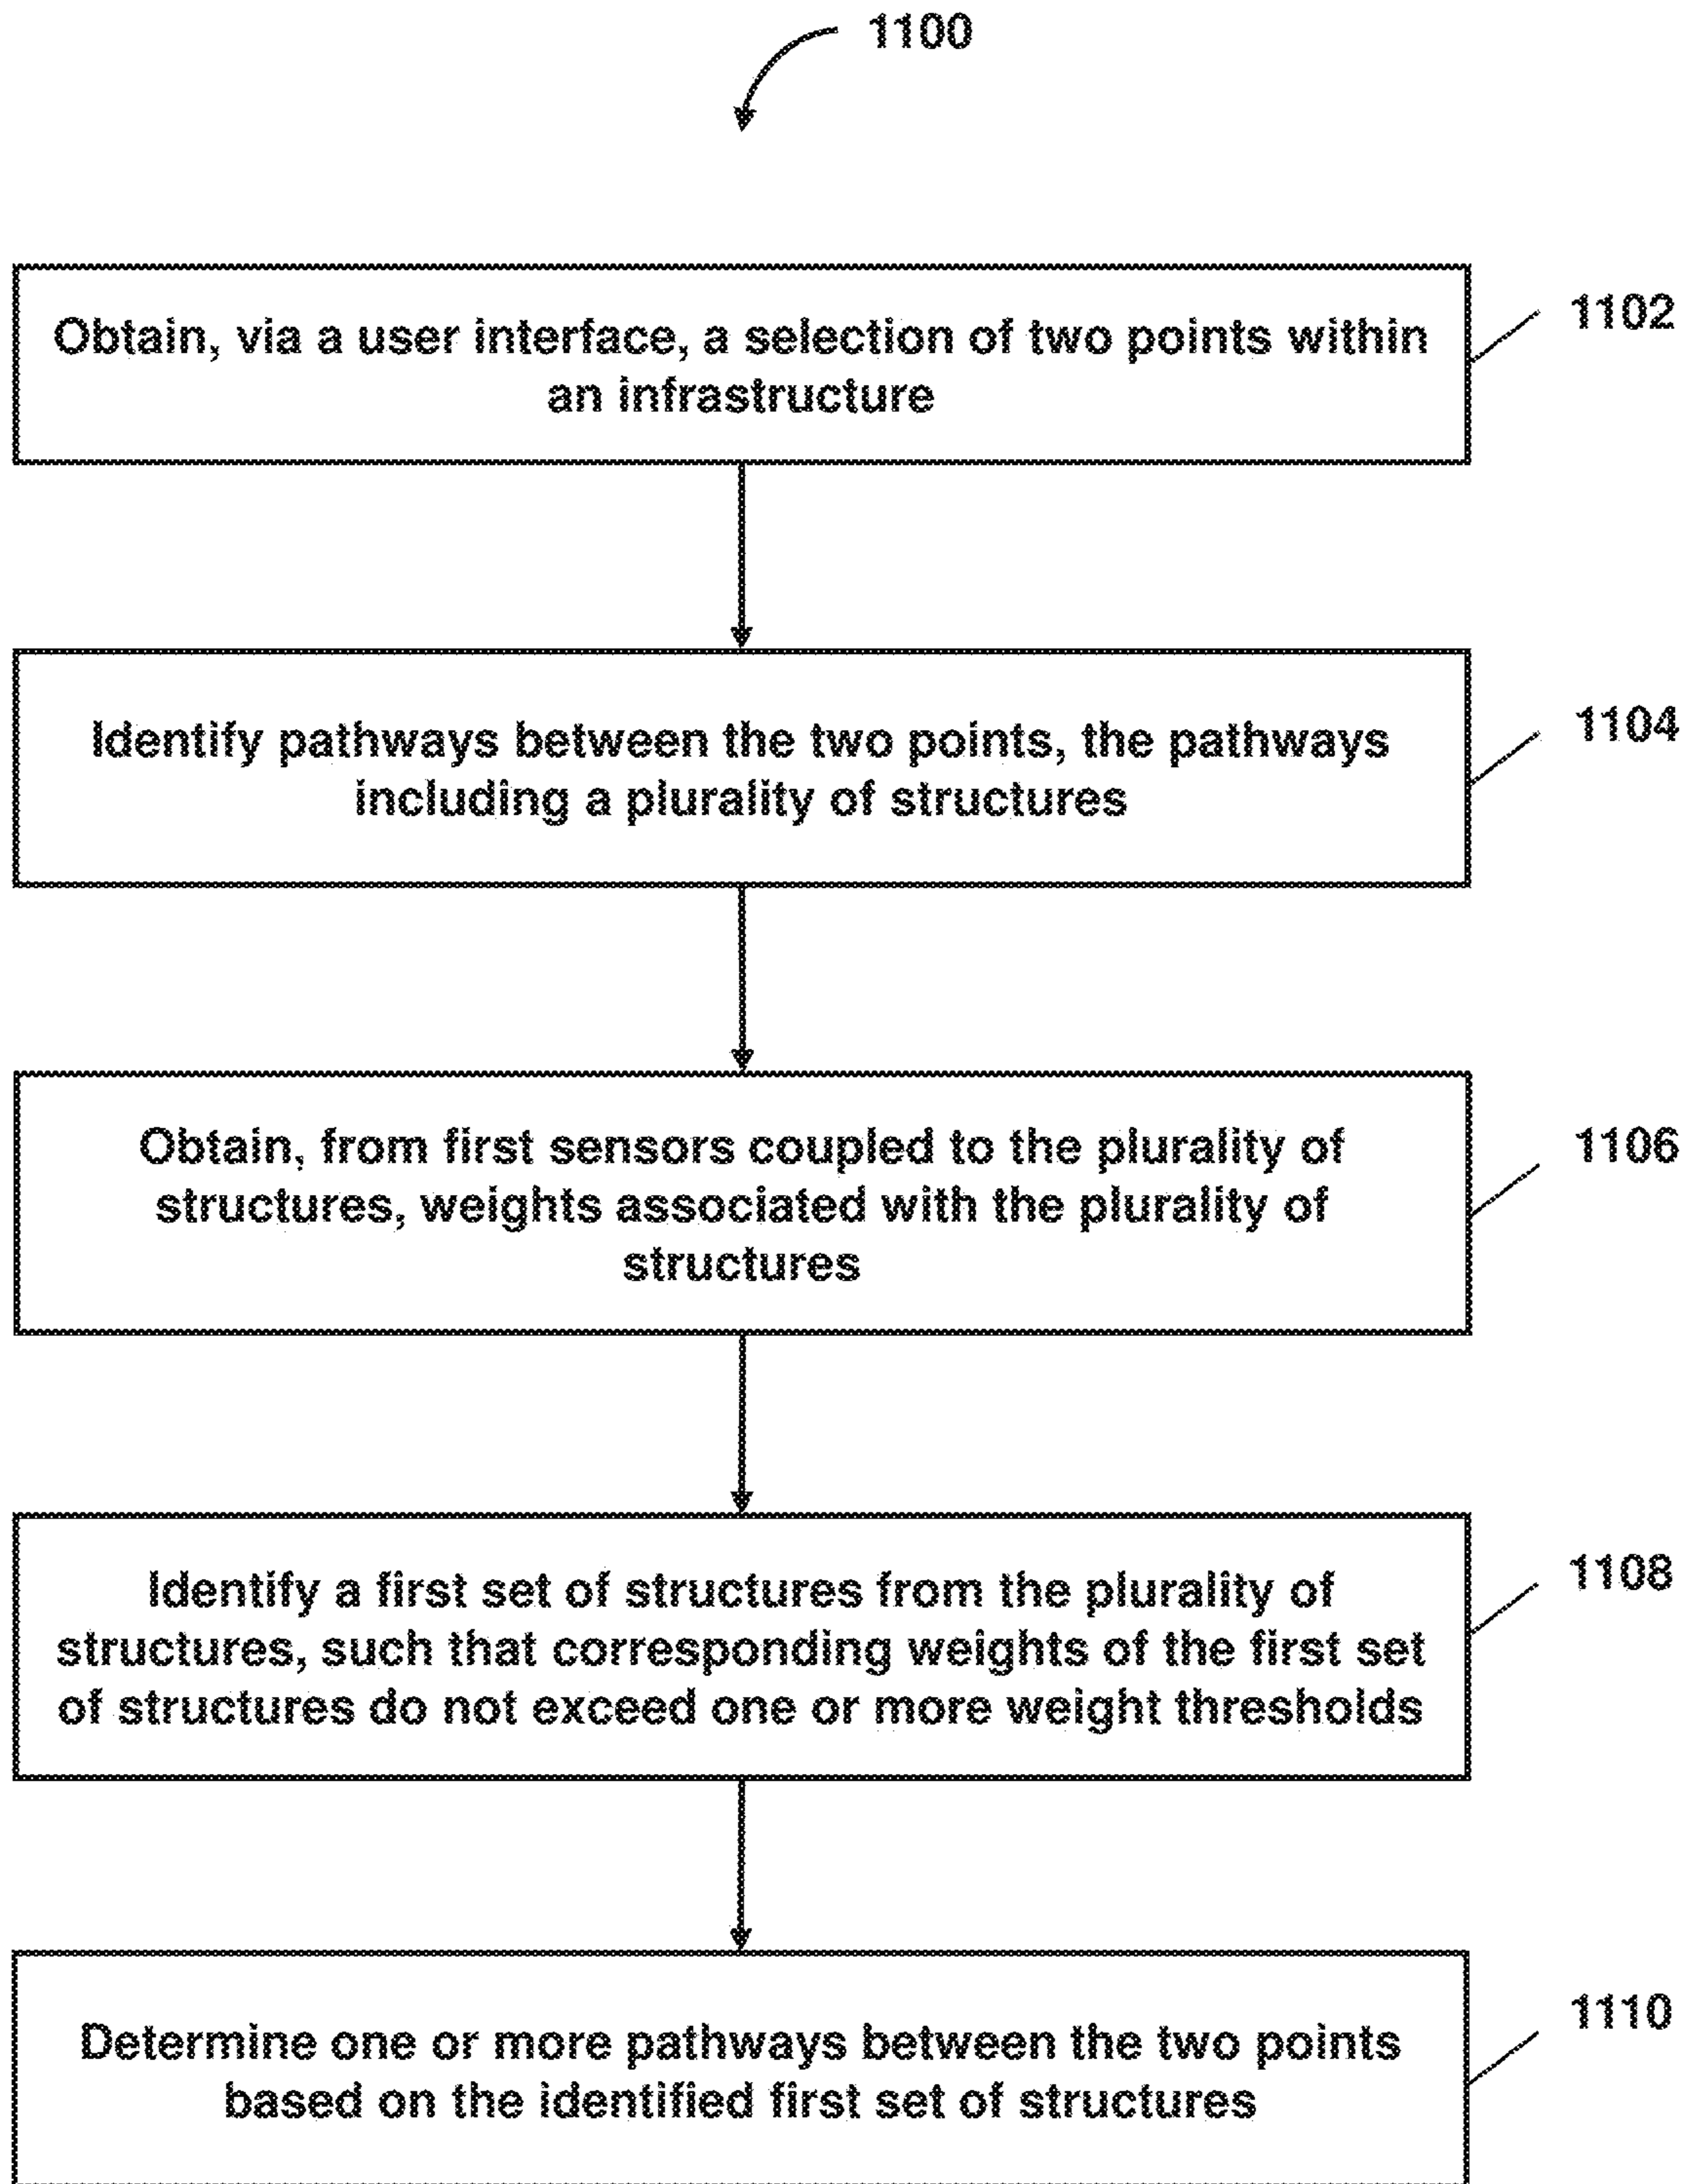 1100
Obtain, via a user interface, a selection of two points within
an infrastructure
1102
Identify pathways between the two points, the pathways
including a plurality of structures
1104
Obtain, from first sensors coupled to the plurality of
structures, weights associated with the plurality of
structures
1106
Identify a first set of structures from the plurality of
structures, such that corresponding weights of the first set
of structures do not exceed one or more weight thresholds
1108
Determine one or more pathways between the two points
based on the identified first set of structures
1110